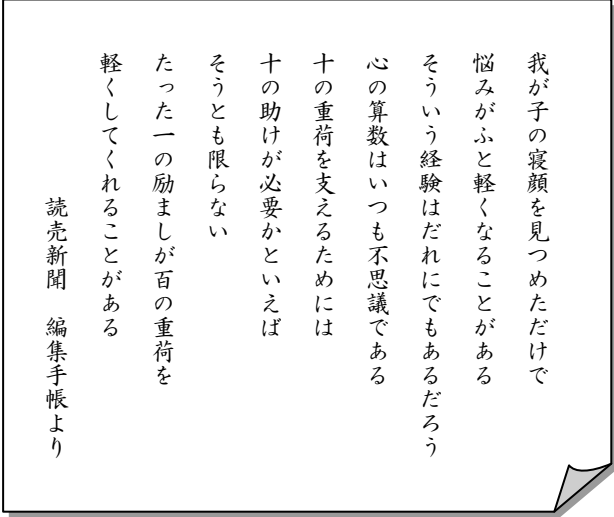 我が子の寝顔を見つめただけで
悩みがふと軽くなることがある
そういう経験はだれにでもあるだろう
心の算数はいつも不思議である
十の重荷を支えるためには
十の助けが必要かといえば
そうとも限らない
たった一の励ましが百の重荷を
軽くしてくれることがある
読売新聞　編集手帳より